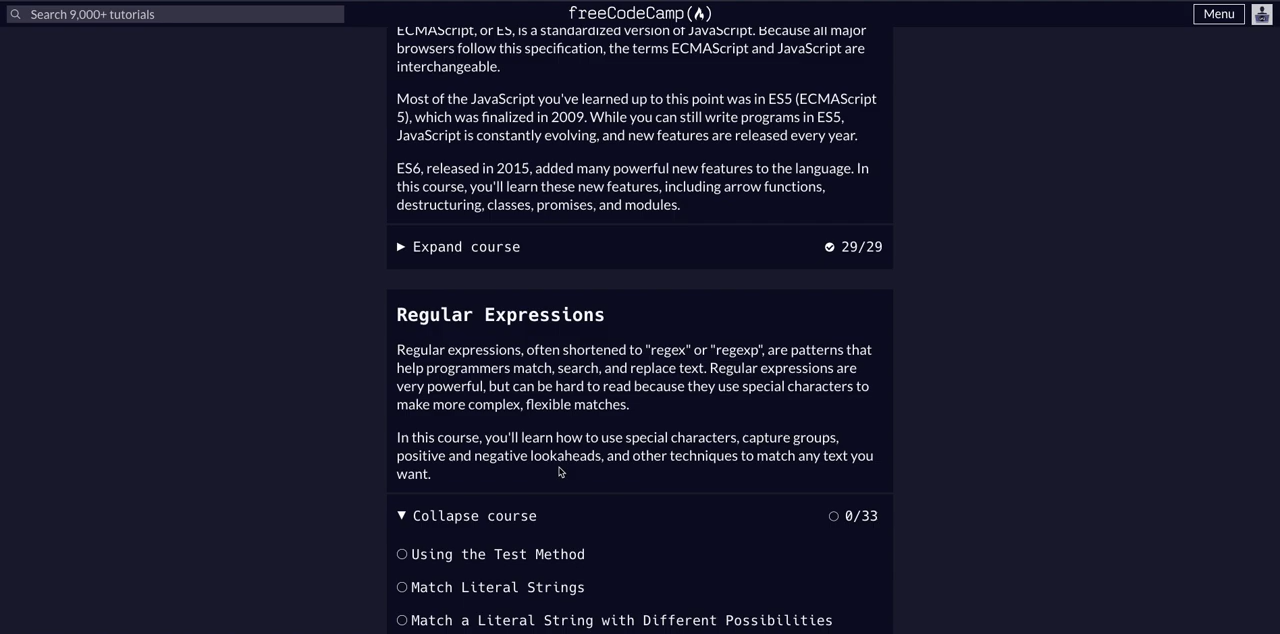 Search 9,000+ tutorials
freeCodeCamp
Menu
ECMAScript, or ES, is a standardized version of JavaScript. Because all major
browsers follow this specification, the terms ECMAScript and JavaScript are
interchangeable.
Most of the JavaScript you've learned up to this point was in ES5 (ECMAScript
5), which was finalized in 2009. While you can still write programs in ES5,
JavaScript is constantly evolving, and new features are released every year.
ES6, released in 2015, added many powerful new features to the language. In
this course, you'll learn these new features, including arrow functions,
destructuring, classes, promises, and modules.
Expand course 29/29
Regular Expressions
Regular expressions, often shortened to "regex" or "regexp", are patterns that
help programmers match, search, and replace text. Regular expressions are
very powerful, but can be hard to read because they use special characters to
make more complex, flexible matches.
In this course, you'll learn how to use special characters, capture groups,
positive and negative lookaheads, and other techniques to match any text you
want.
Collapse course 0/33
Using the Test Method
Match Literal Strings
Match a Literal String with Different Possibilities